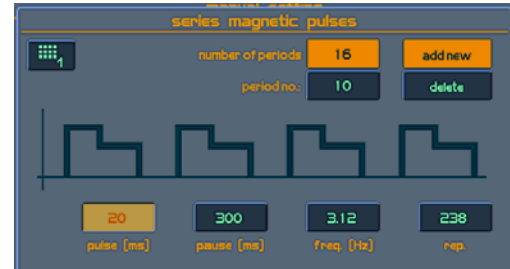 series magnetic pulses
1
number of periods 16 add new
period no.: 10 delete
20 300 3.12 238
pulse [ms] pause [ms] freq. [Hz] rep.